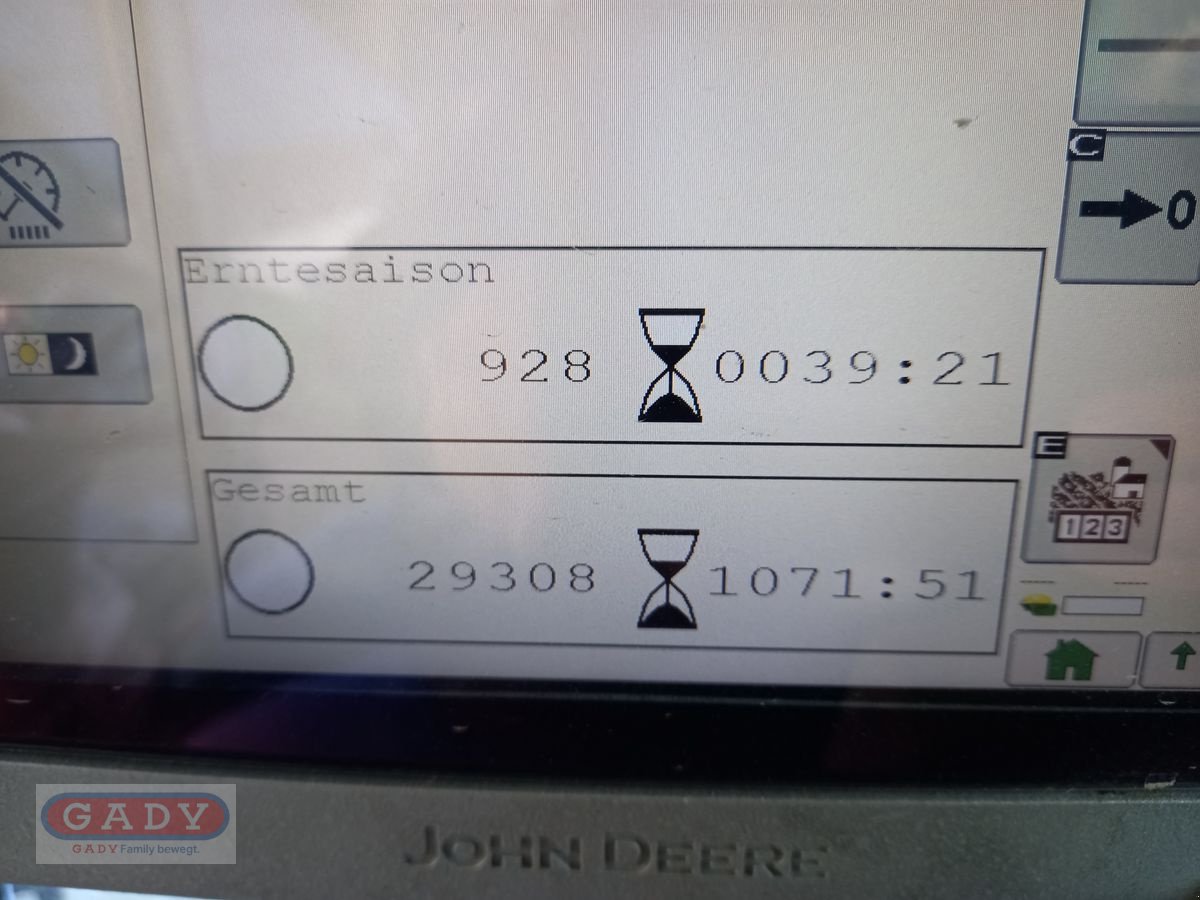 C
→0
Erntesaison
928 0039:21
E
Gesamt
123
29308 1071:51
GADY
GADY Family bewegt.
JOHN DEERE